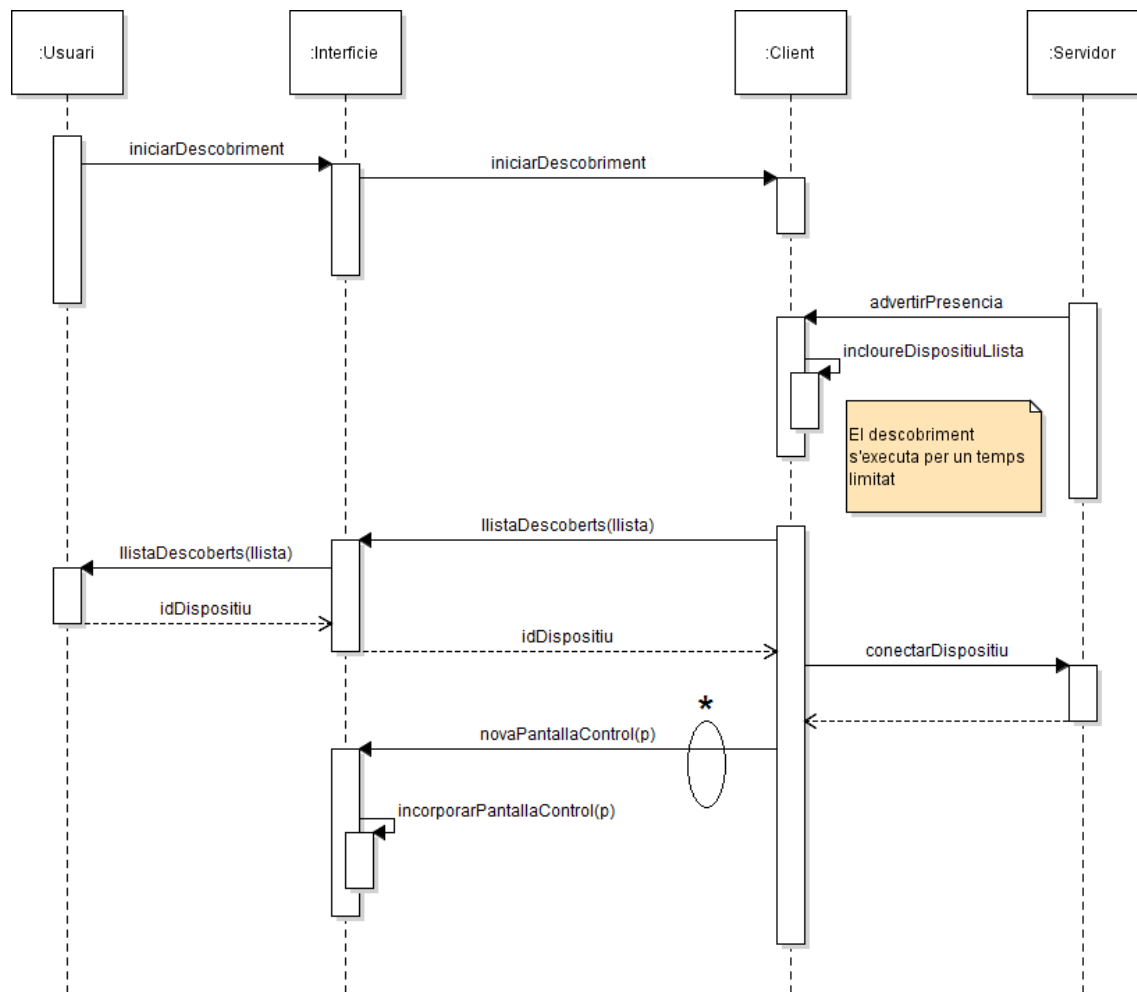 :Usuari
:Interficie
:Client
:Servidor
iniciarDescobriment
iniciarDescobriment
advertirPresencia
incloureDispositiuLlista
El descobriment
s'executa per un temps
limitat
llistaDescoberts(llista)
llistaDescoberts(llista)
idDispositiu
idDispositiu
conectarDispositiu
*
novaPantallaControl(p)
incorporarPantallaControl(p)